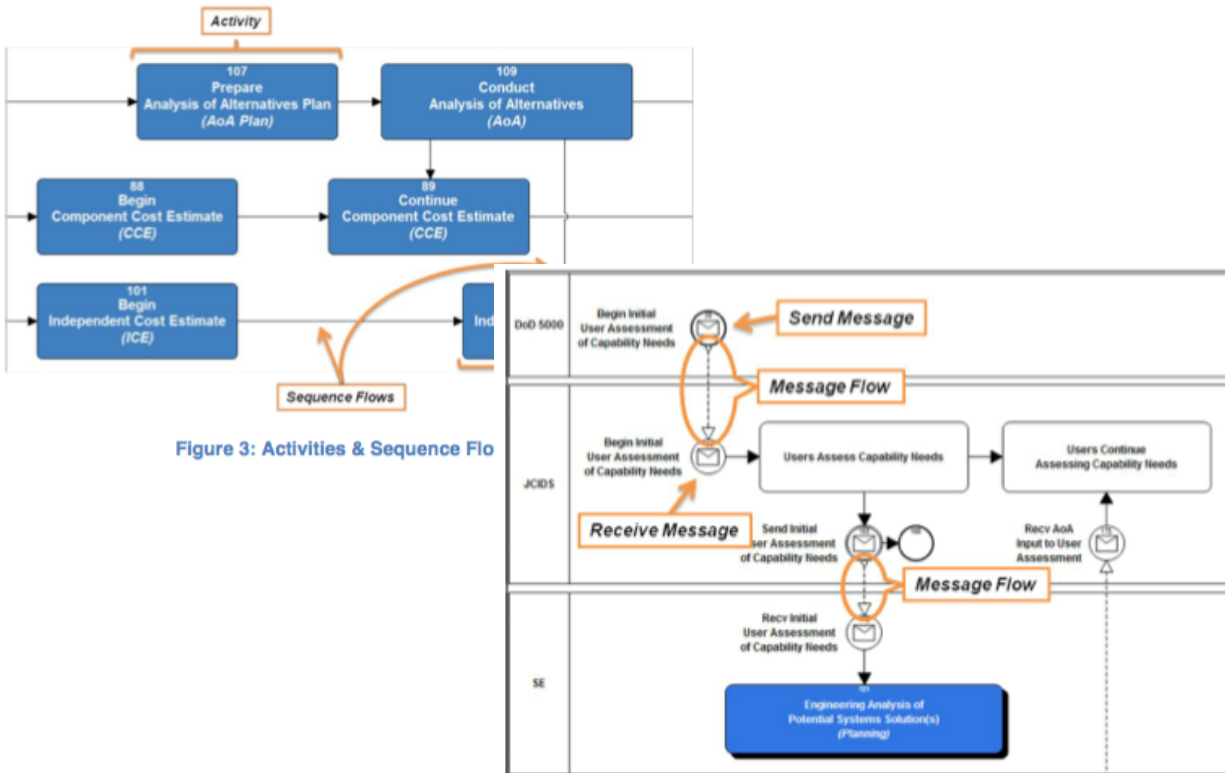 Activity
107
Prepare
Analysis of Alternatives Plan
(AoA Plan)
109
Conduct
Analysis of Alternatives
(AoA)
88
Begin
Component Cost Estimate
(CCE)
89
Continue
Component Cost Estimate
(CCE)
101
Begin
Independent Cost Estimate
(ICE)
Ind
Sequence Flows
Figure 3: Activities & Sequence Flo
DoD 5000
Begin Initial
User Assessment
of Capability Needs
Send Message
Message Flow
JCIDS
Begin Initial
User Assessment
of Capability Needs
Users Assess Capability Needs
Users Continue
Assessing Capability Needs
Receive Message
Send Initial
ser Assessment
of Capability Needs
Recv AoA
Input to User
Assessment
Message Flow
SE
Recv Initial
User Assessment
of Capability Needs
Engineering Analysis of
Potential Systems Solution(s)
(Planning)